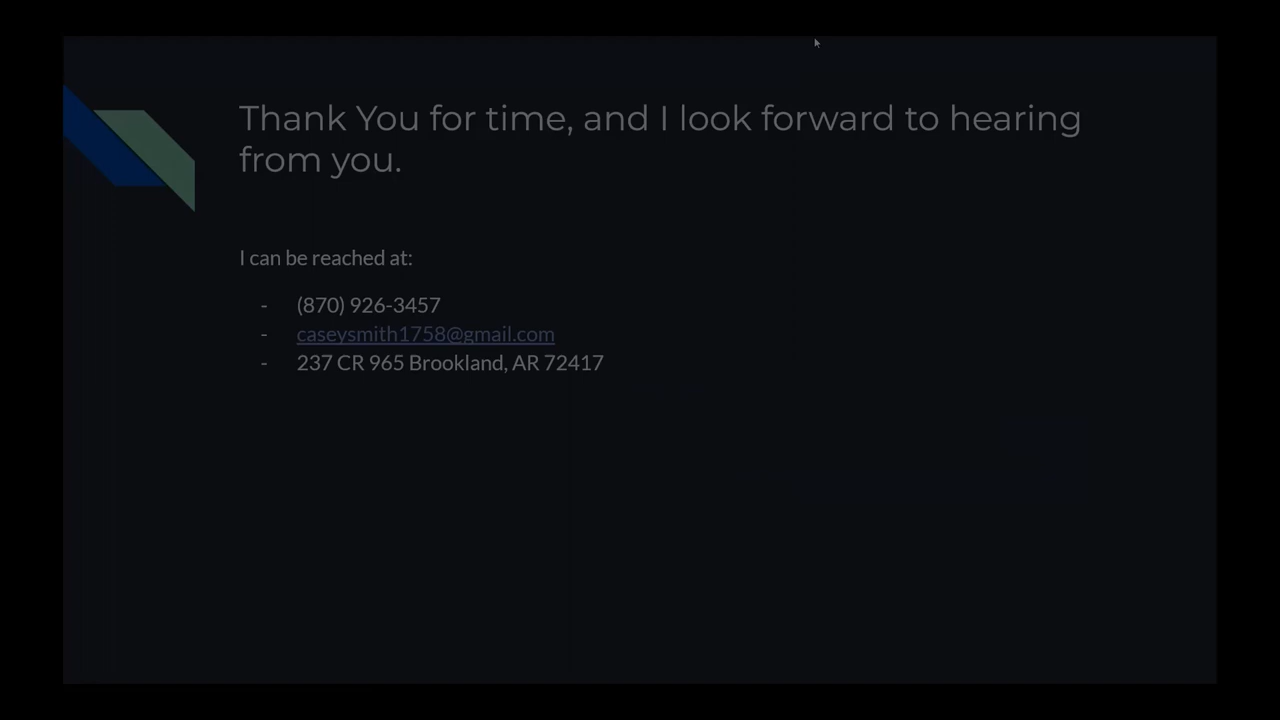 Thank You for time, and I look forward to hearing
from you.
I can be reached at:
- (870) 926-3457
- caseysmith1758@gmail.com
- 237 CR 965 Brookland, AR 72417